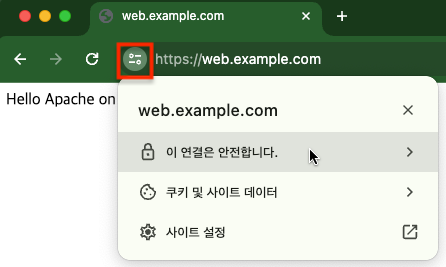 web.example.com
https://web.example.com
Hello Apache on
web.example.com
이 연결은 안전합니다.
쿠키 및 사이트 데이터
사이트 설정